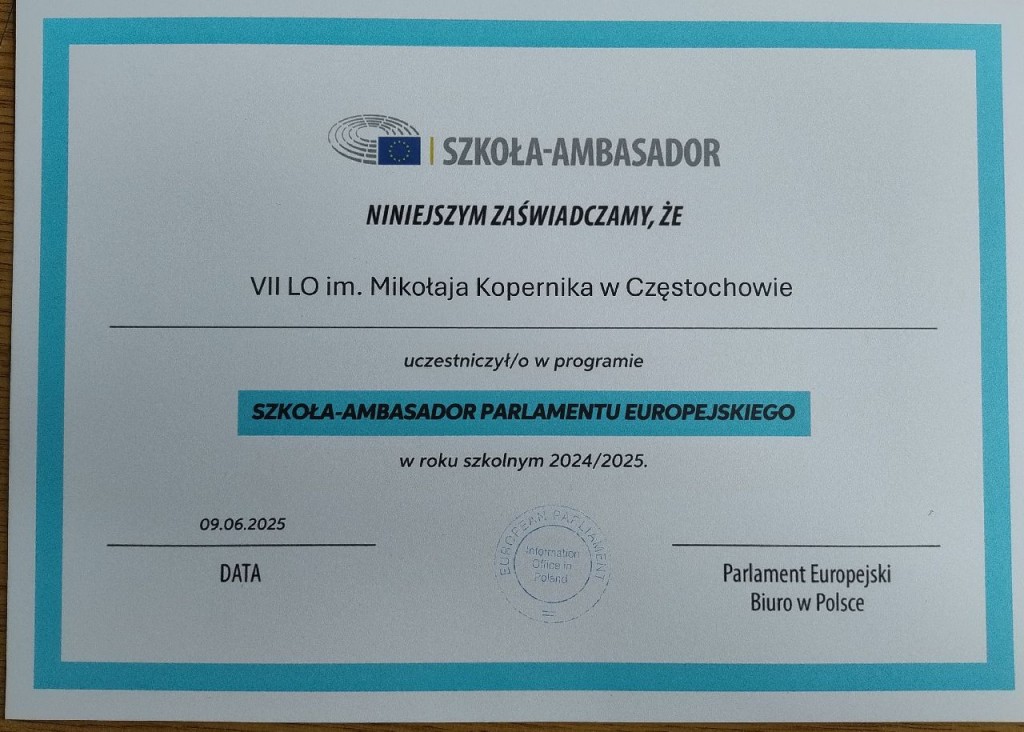 SZKOŁA-AMBASADOR
NINIEJSZYM ZAŚWIADCZAMY, ŻE
VII LO im. Mikołaja Kopernika w Częstochowie
uczestniczył/o w programie
SZKOŁA-AMBASADOR PARLAMENTU EUROPEJSKIEGO
w roku szkolnym 2024/2025.
09.06.2025
DATA
EUROPEAN PARLIAMENT
Information
Office in
Poland
Parlament Europejski
Biuro w Polsce